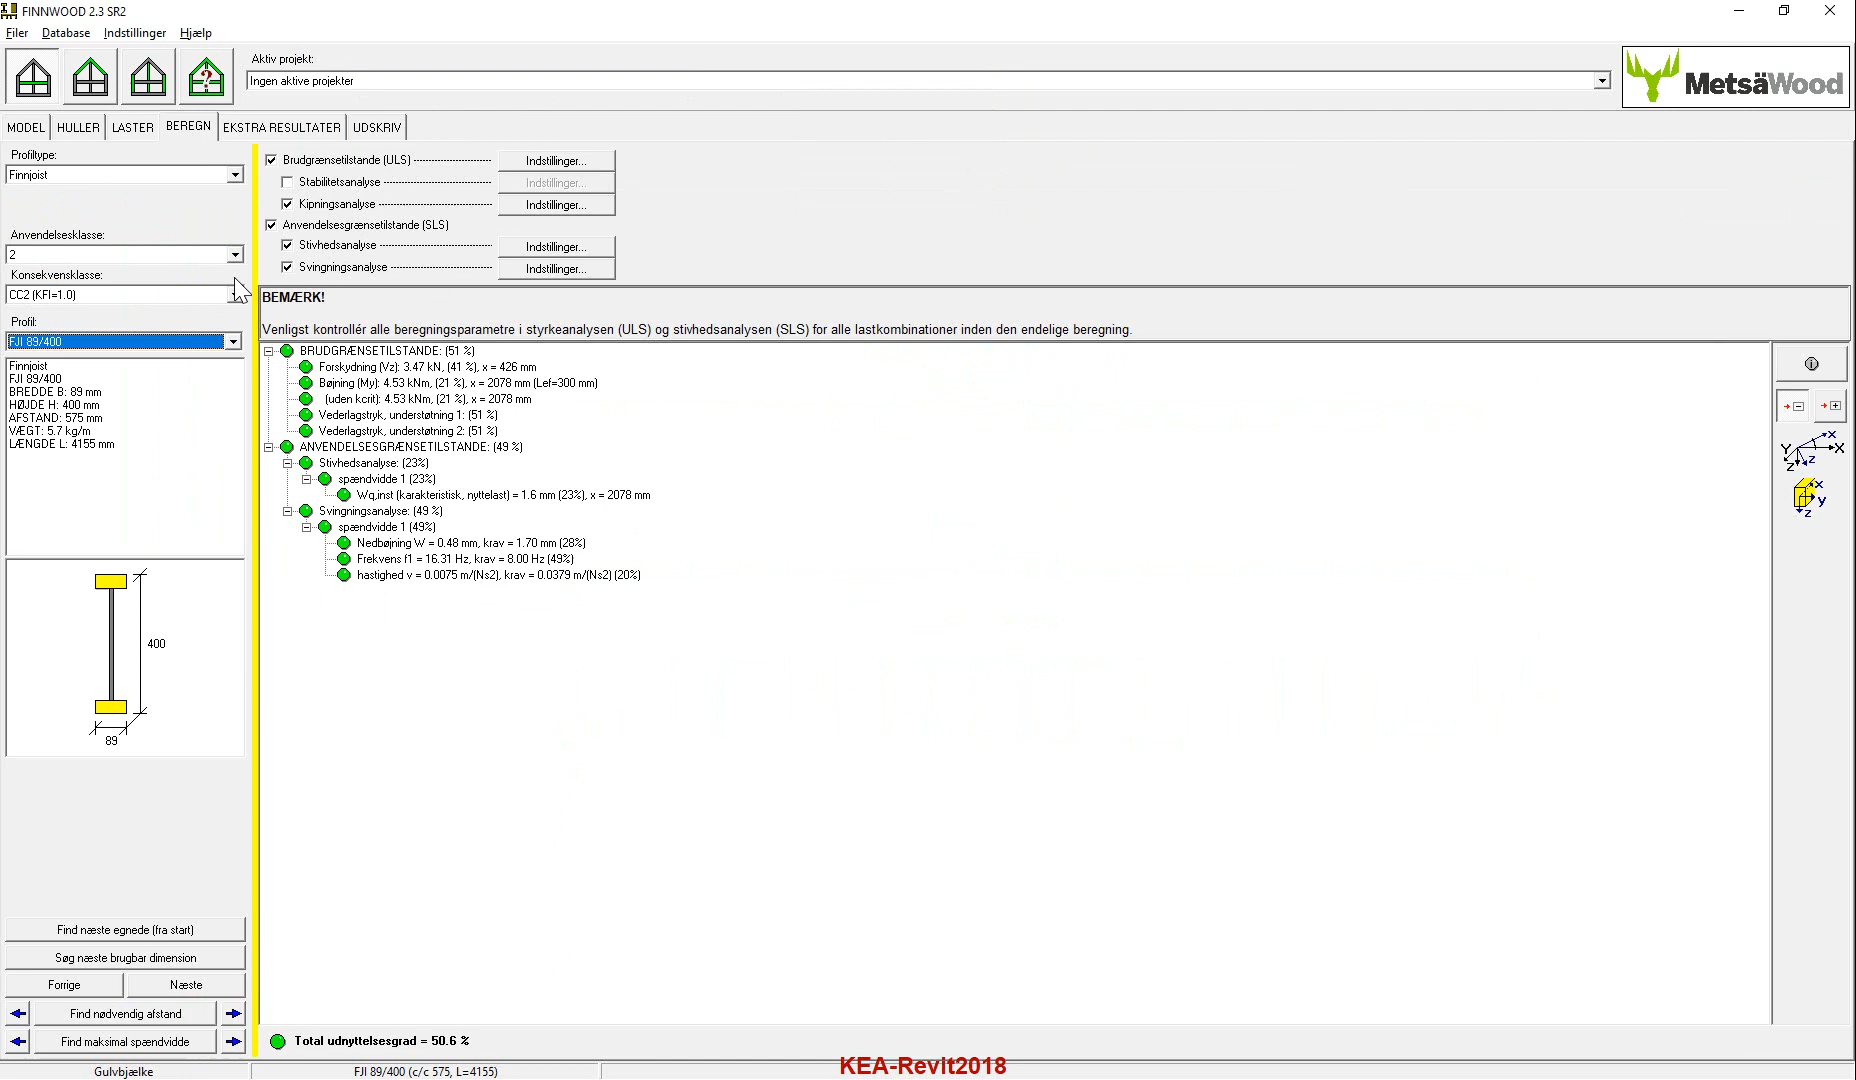 FINNWOOD 2.3 SR2
Filer Database Indstillinger Hjælp
Aktiv projekt:
Ingen aktive projekter
MetsäWood
MODEL HULLER LASTER BEREGN EKSTRA RESULTATER UDSKRIV
Profiltype:
Finnjoist
Anvendelsesklasse:
2
Konsekvensklasse:
CC2 (KFI=1.0)
Profil:
FJI 89/400
Finnjoist
FJI 89/400
BREDDE B: 89 mm
HØJDE H: 400 mm
AFSTAND: 575 mm
VÆGT: 5.7 kg/m
LÆNGDE L: 4155 mm
400
89
Find næste egnede (fra start)
Søg næste brugbar dimension
Forrige Næste
Find nødvendig afstand
Find maksimal spændvidde
Brudgrænsetilstande (ULS) Indstillinger...
Stabilitetsanalyse Indstillinger...
Kipningsanalyse Indstillinger...
Anvendelsesgrænsetilstande (SLS)
Stivhedsanalyse Indstillinger...
Svingningsanalyse Indstillinger...
BEMÆRK!
Venligst kontrollér alle beregningsparametre i styrkeanalysen (ULS) og stivhedsanalysen (SLS) for alle lastkombinationer inden den endelige beregning.
BRUDGRÆNSETILSTANDE: (51 %)
Forskydning (Vz): 3.47 kN, (41 %), x = 426 mm
Bøjning (My): 4.53 kNm, (21 %), x = 2078 mm (Lef=300 mm)
(uden kcrit): 4.53 kNm, (21 %), x = 2078 mm
Vederlagstryk, understøtning 1: (51 %)
Vederlagstryk, understøtning 2: (51 %)
ANVENDELSESGRÆNSETILSTANDE: (49 %)
Stivhedsanalyse: (23%)
spændvidde 1 (23%)
Wq,inst (karakteristisk, nyttelast) = 1.6 mm (23%), x = 2078 mm
Svingningsanalyse: (49 %)
spændvidde 1 (49%)
Nedbøjning W = 0.48 mm, krav = 1.70 mm (28%)
Frekvens f1 = 16.31 Hz, krav = 8.00 Hz (49%)
hastighed v = 0.0075 m/(Ns2), krav = 0.0379 m/(Ns2) (20%)
Y x X z Z
x y z
Total udnyttelsesgrad = 50.6 %
Gulvbjælke FJI 89/400 (c/c 575, L=4155)
KEA-Revit2018